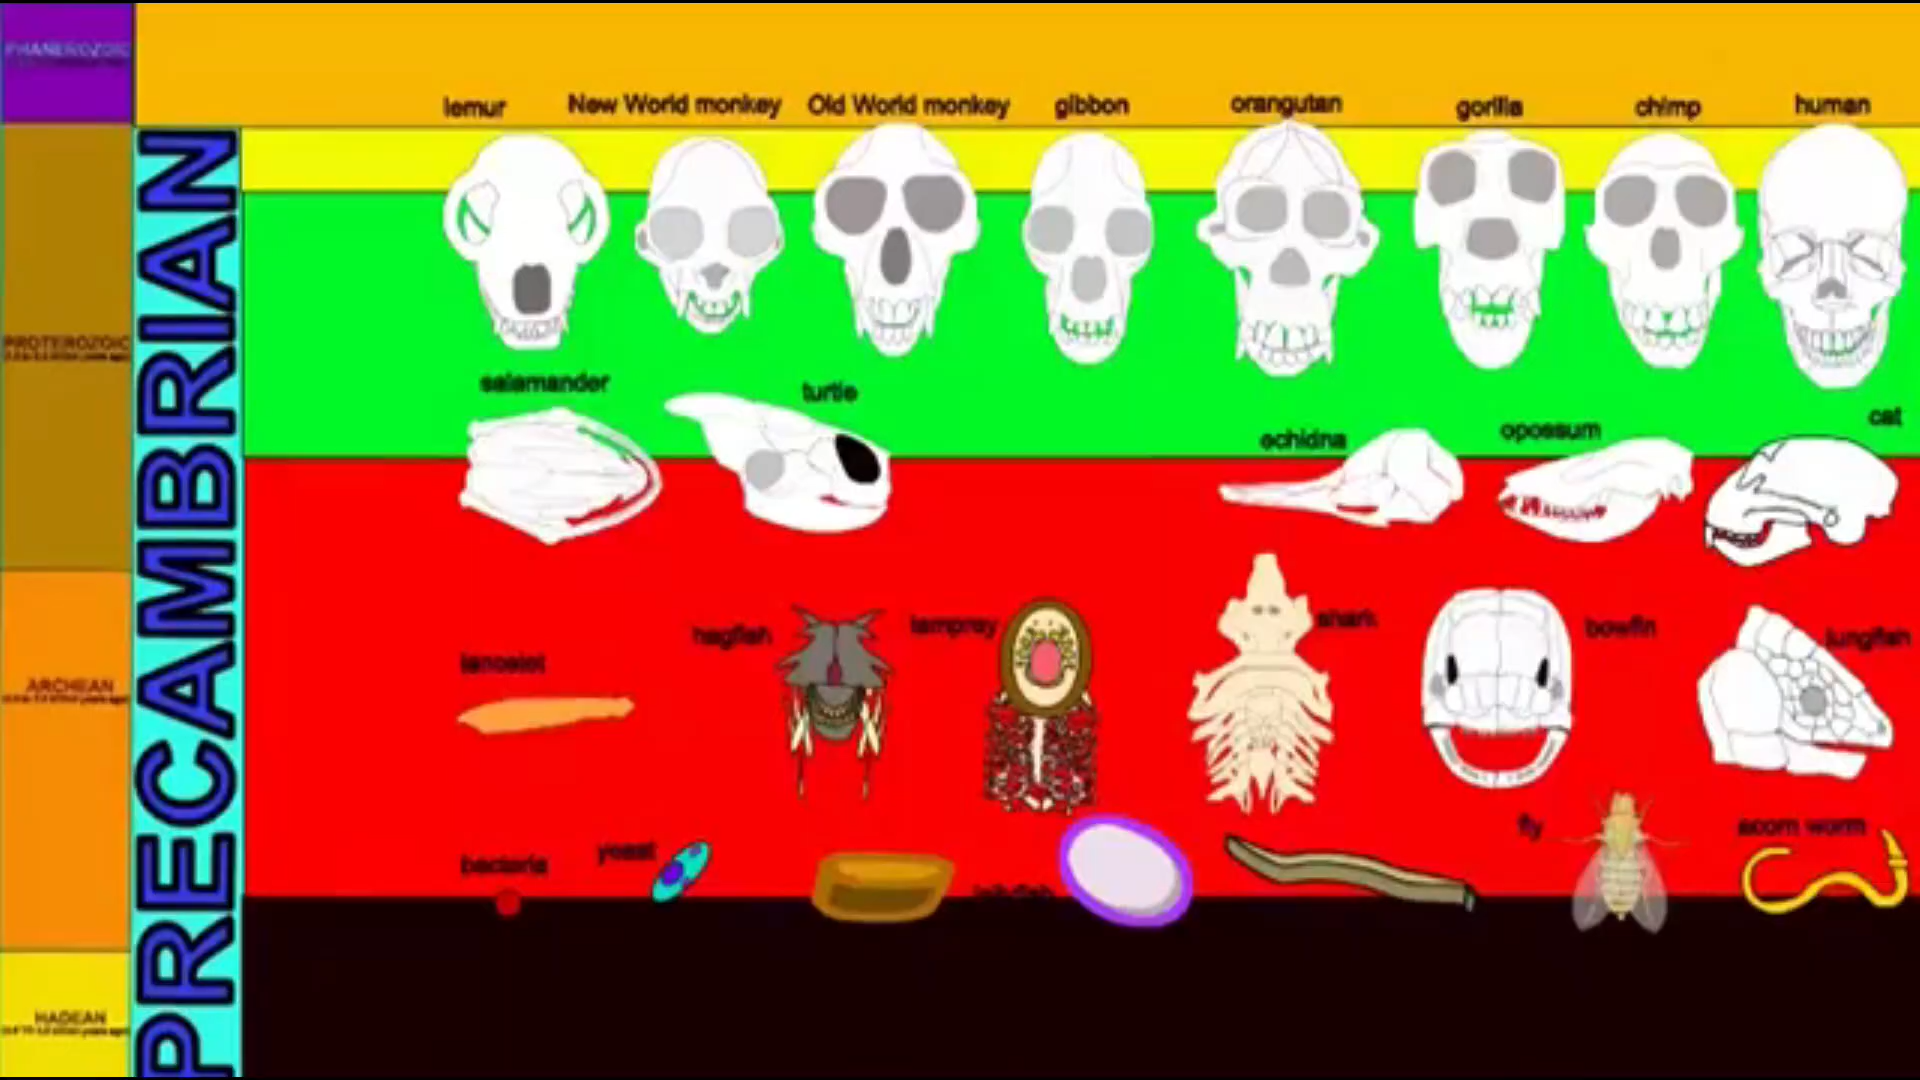 PHANEROZOIC
PROTEROZOIC
ARCHEAN
HADEAN
PRECAMBRIAN
lemur
New World monkey
Old World monkey
gibbon
orangutan
gorilla
chimp
human
salamander
turtle
echidna
opossum
cat
lancelet
hagfish
lamprey
shark
bowfin
lungfish
bacteria
yeast
fly
acorn worm